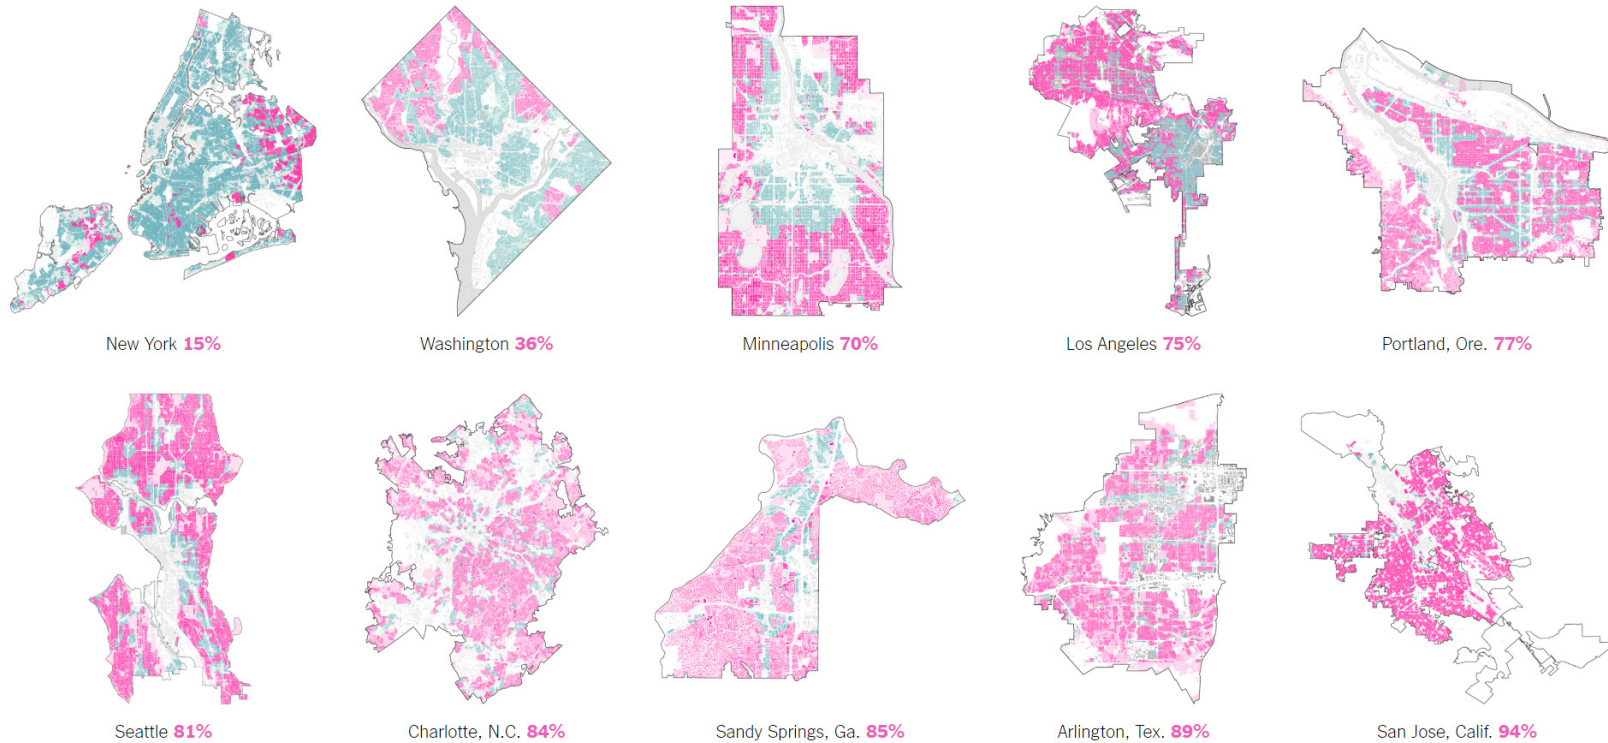 New York 15%
Washington 36%
Minneapolis 70%
Los Angeles 75%
Portland, Ore. 77%
Seattle 81%
Charlotte, N.C. 84%
Sandy Springs, Ga. 85%
Arlington, Tex. 89%
San Jose, Calif. 94%